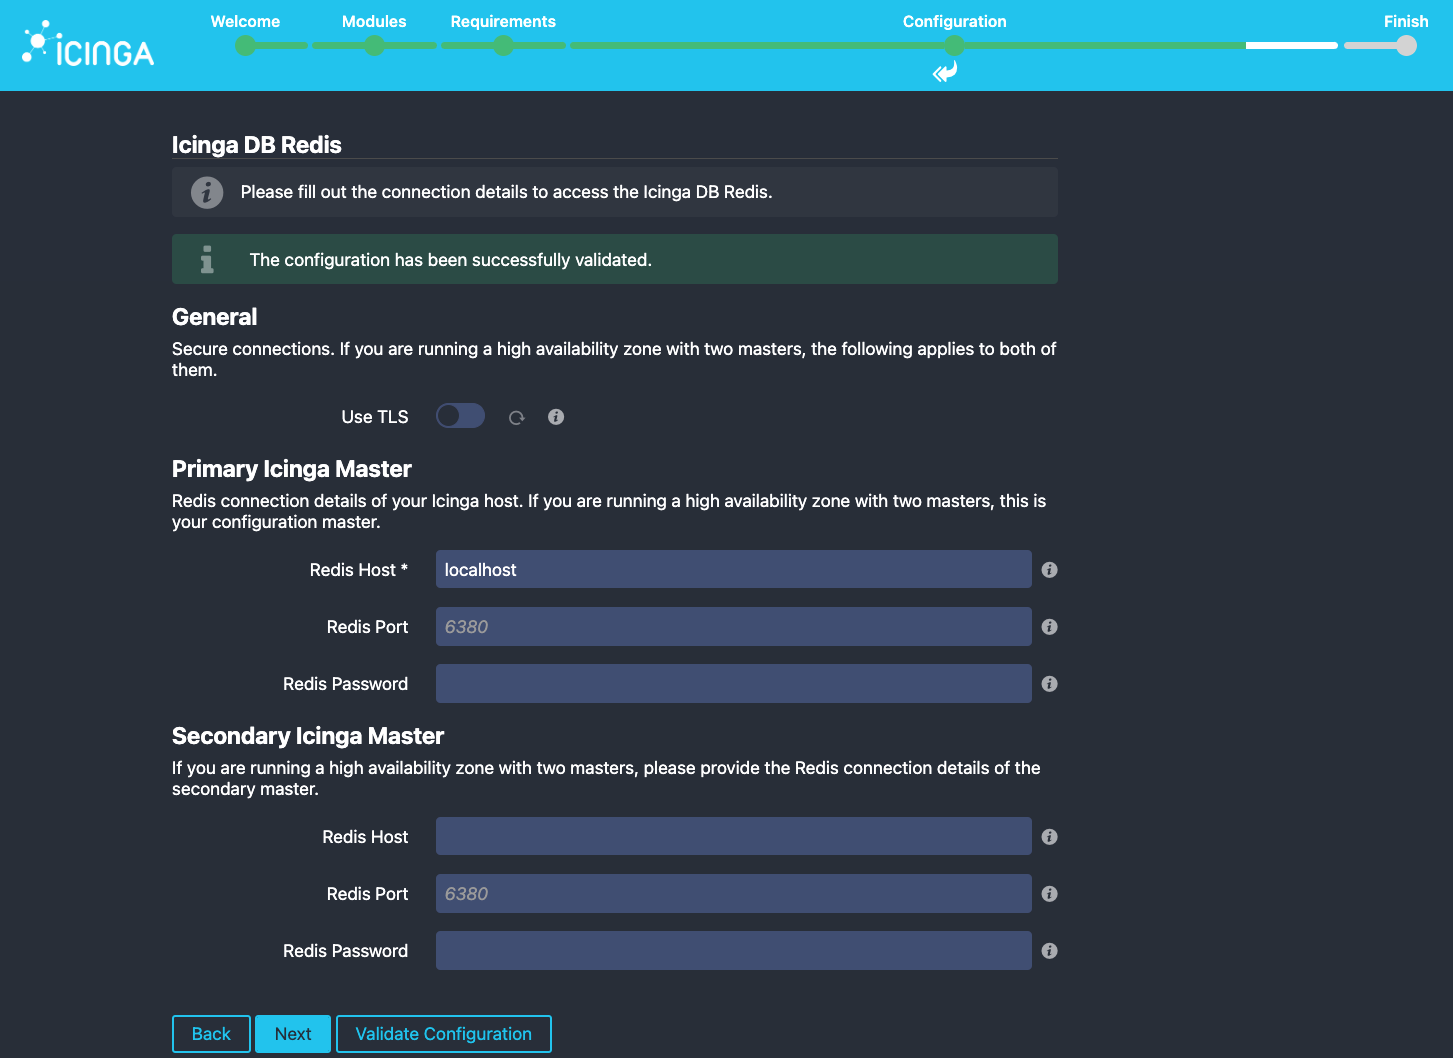 Welcome
Modules
Requirements
Configuration
Finish
ICINGA
Icinga DB Redis
Please fill out the connection details to access the Icinga DB Redis.
The configuration has been successfully validated.
General
Secure connections. If you are running a high availability zone with two masters, the following applies to both of
them.
Use TLS
Primary Icinga Master
Redis connection details of your Icinga host. If you are running a high availability zone with two masters, this is
your configuration master.
Redis Host * localhost
Redis Port 6380
Redis Password
Secondary Icinga Master
If you are running a high availability zone with two masters, please provide the Redis connection details of the
secondary master.
Redis Host
Redis Port 6380
Redis Password
Back Next Validate Configuration